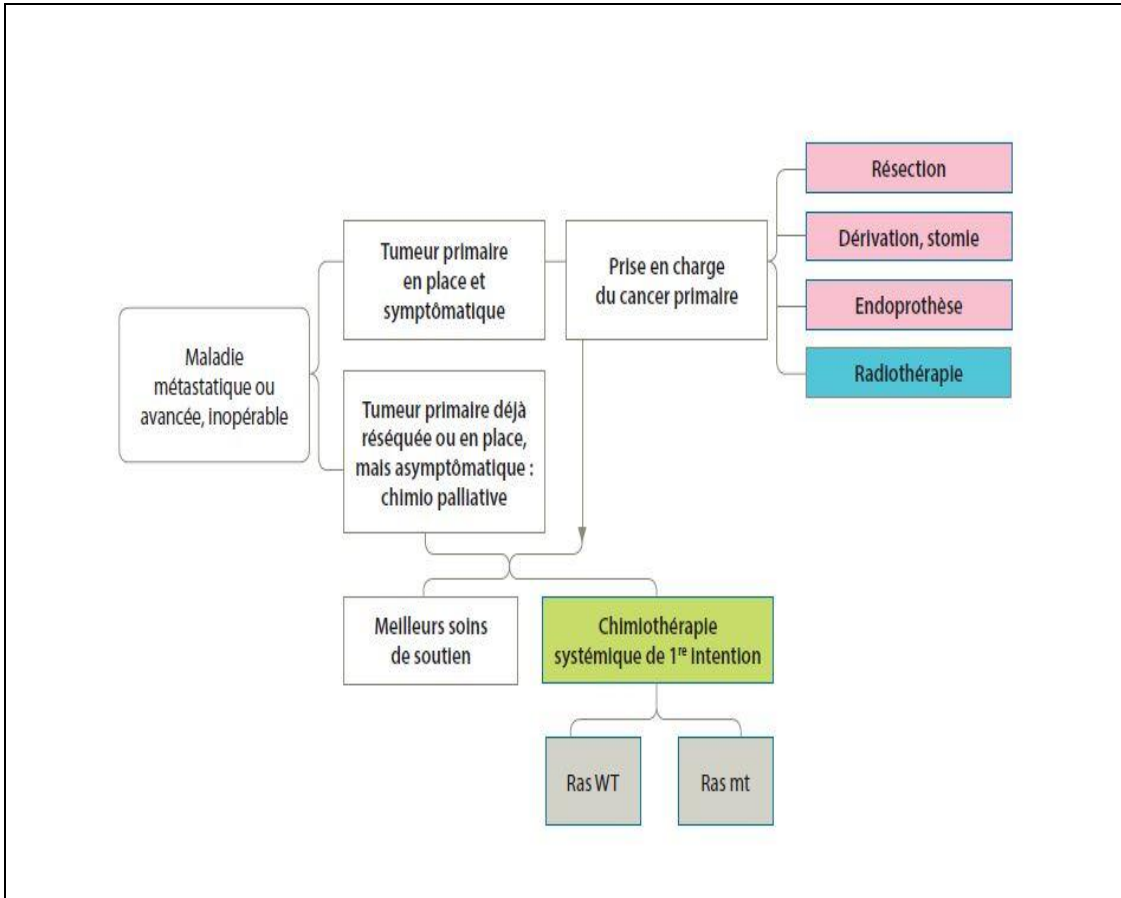 Maladie
métastatique ou
avancée, inopérable
Tumeur primaire
en place et
symptômatique
Tumeur primaire déjà
réséquée ou en place,
mais asymptômatique :
chimio palliative
Prise en charge
du cancer primaire
Résection
Dérivation, stomie
Endoprothèse
Radiothérapie
Meilleurs soins
de soutien
Chimiothérapie
systémique de 1re intention
Ras WT
Ras mt